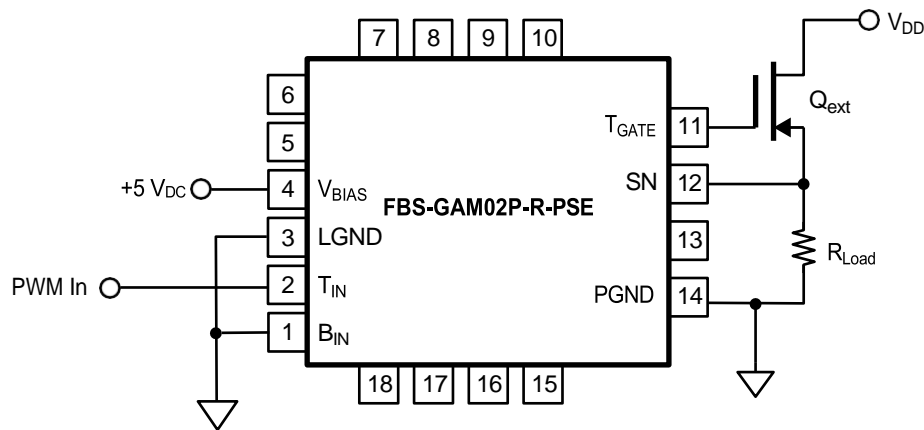 7 8 9 10
V_DD
6
Q_ext
T_GATE 11
5
+5 V_DC 4 V_BIAS
SN 12
FBS-GAM02P-R-PSE
3 LGND
13
R_Load
PWM In 2 T_IN
PGND 14
1 B_IN
18 17 16 15